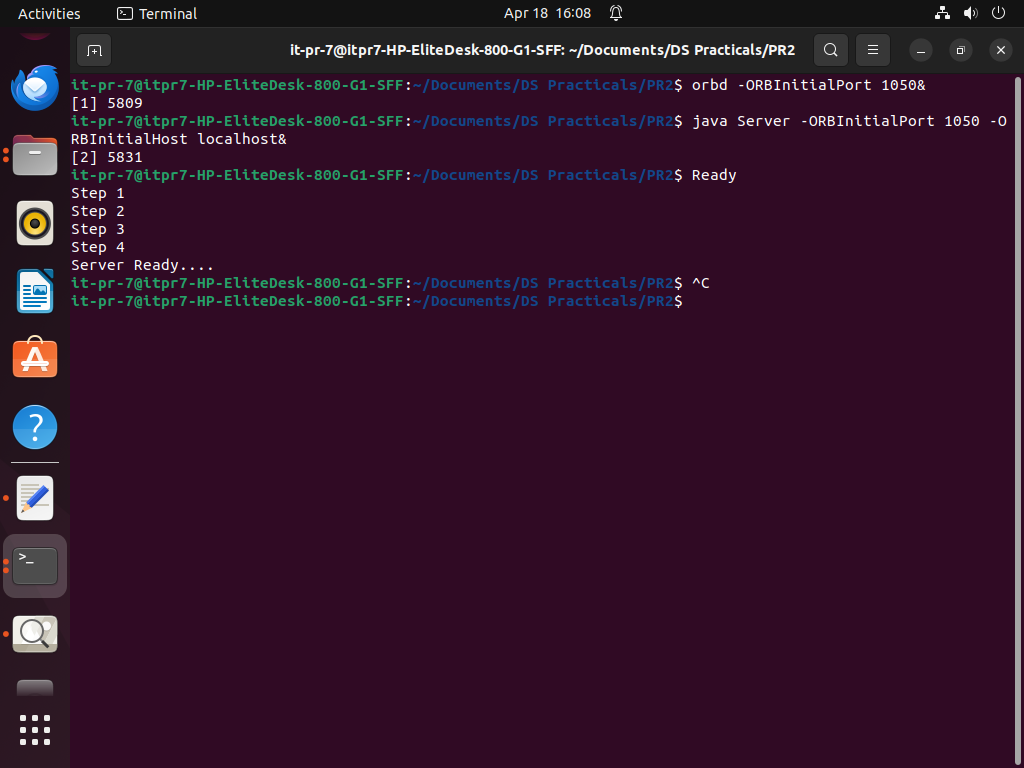 Activities
Terminal
Apr 18 16:08
it-pr-7@itpr7-HP-EliteDesk-800-G1-SFF: ~/Documents/DS Practicals/PR2
it-pr-7@itpr7-HP-EliteDesk-800-G1-SFF:~/Documents/DS Practicals/PR2$ orbd -ORBInitialPort 1050&
[1] 5809
it-pr-7@itpr7-HP-EliteDesk-800-G1-SFF:~/Documents/DS Practicals/PR2$ java Server -ORBInitialPort 1050 -O
RBInitialHost localhost&
[2] 5831
it-pr-7@itpr7-HP-EliteDesk-800-G1-SFF:~/Documents/DS Practicals/PR2$ Ready
Step 1
Step 2
Step 3
Step 4
Server Ready....
it-pr-7@itpr7-HP-EliteDesk-800-G1-SFF:~/Documents/DS Practicals/PR2$ ^C
it-pr-7@itpr7-HP-EliteDesk-800-G1-SFF:~/Documents/DS Practicals/PR2$